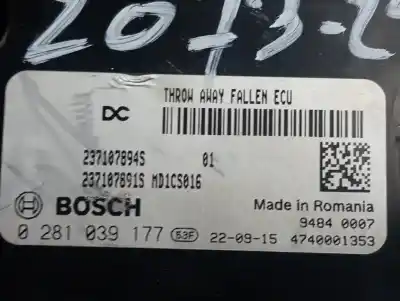 THROW AWAY FALLEN ECU
DC
237107894S 01
237107891S MD1CS016
BOSCH
Made in Romania
9484 0007
0 281 039 177 53F 22-09-15 4740001353